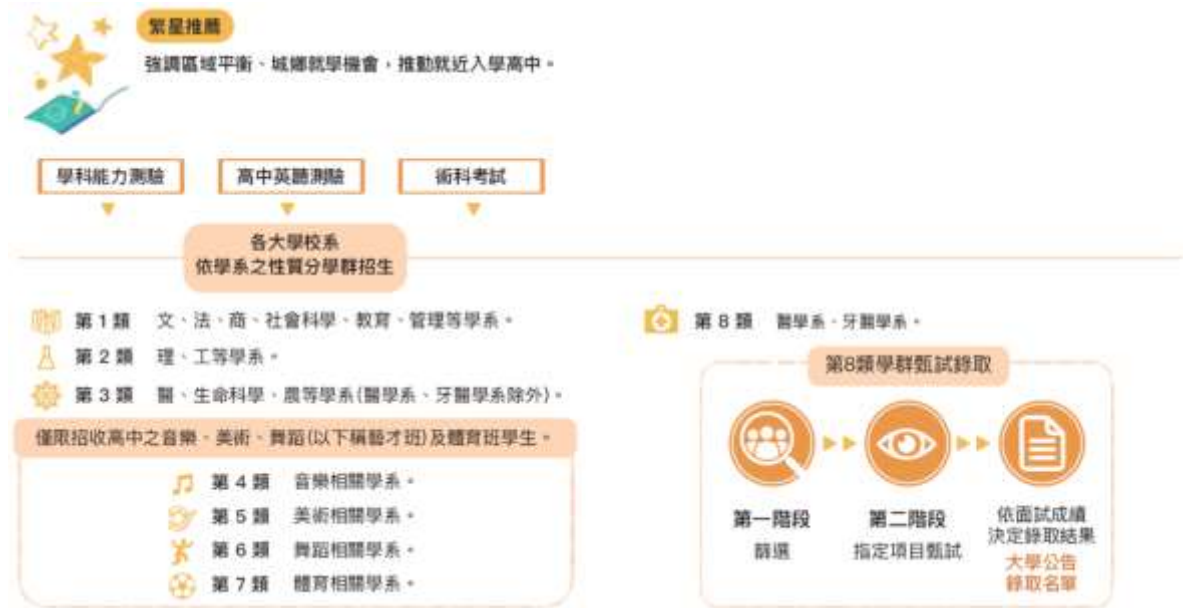 繁星推薦
強調區域平衡、城鄉就學機會，推動就近入學高中。
學科能力測驗
高中英聽測驗
術科考試
各大學校系
依學系之性質分學群招生
第1類 文、法、商、社會科學、教育、管理等學系。
第2類 理、工等學系。
第3類 醫、生命科學、農等學系(醫學系、牙醫學系除外)。
僅限招收高中之音樂、美術、舞蹈(以下稱藝才班)及體育班學生。
第4類 音樂相關學系。
第5類 美術相關學系。
第6類 舞蹈相關學系。
第7類 體育相關學系。
第8類 醫學系、牙醫學系。
第8類學群甄試錄取
第一階段
篩選
第二階段
指定項目甄試
依面試成績
決定錄取結果
大學公告
錄取名單